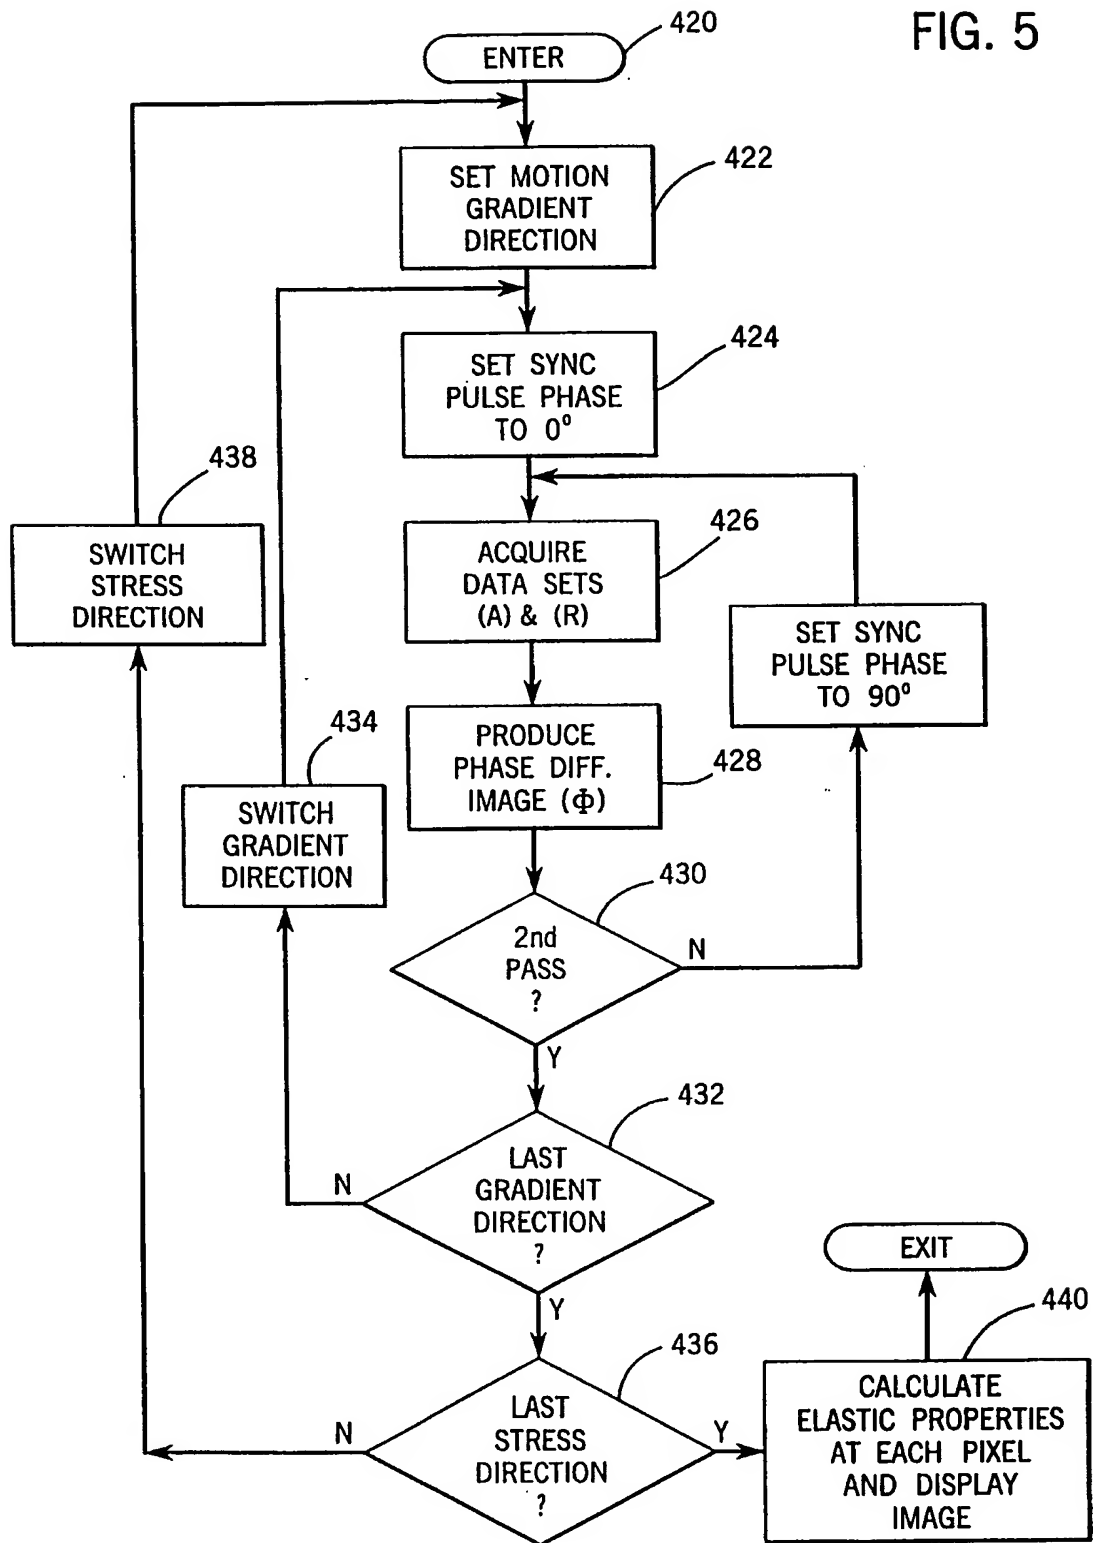 FIG. 5
420
ENTER
422
SET MOTION
GRADIENT
DIRECTION
424
SET SYNC
PULSE PHASE
TO 0°
438
SWITCH
STRESS
DIRECTION
426
ACQUIRE
DATA SETS
(A) & (R)
SET SYNC
PULSE PHASE
TO 90°
434
SWITCH
GRADIENT
DIRECTION
PRODUCE
PHASE DIFF.
IMAGE (Φ)
428
430
2nd
PASS
?
N
Y
432
LAST
GRADIENT
DIRECTION
?
N
Y
EXIT
436
440
LAST
STRESS
DIRECTION
?
N
Y
CALCULATE
ELASTIC PROPERTIES
AT EACH PIXEL
AND DISPLAY
IMAGE